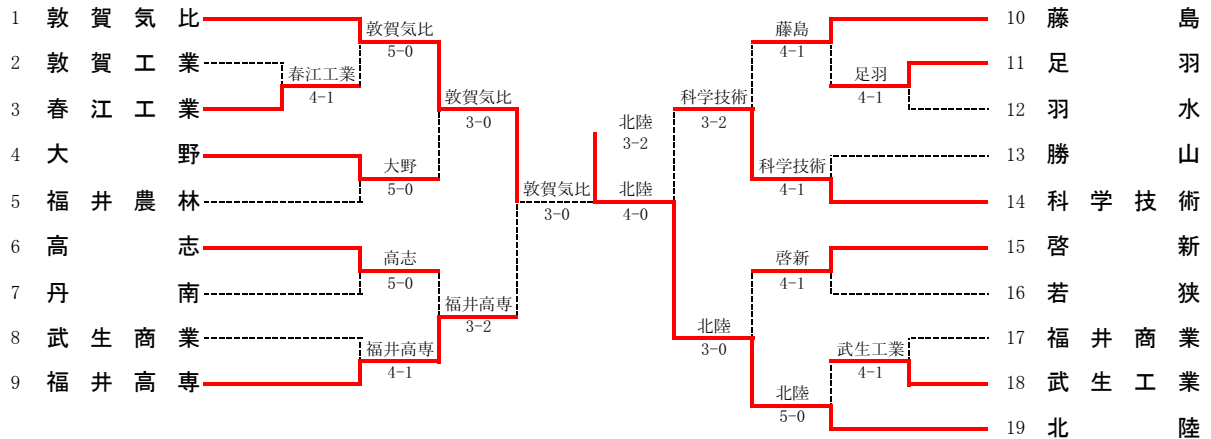 1 敦賀気比
2 敦賀工業
3 春江工業
4 大野
5 福井農林
6 高志
7 丹南
8 武生商業
9 福井高専
敦賀気比
5-0
春江工業
4-1
大野
5-0
高志
5-0
福井高専
4-1
敦賀気比
3-0
福井高専
3-2
敦賀気比
3-0
北陸
3-2
北陸
4-0
科学技術
3-2
北陸
3-0
藤島
4-1
足羽
4-1
科学技術
4-1
啓新
4-1
武生工業
4-1
北陸
5-0
10 藤島
11 足羽
12 羽水
13 勝山
14 科学技術
15 啓新
16 若狭
17 福井商業
18 武生工業
19 北陸